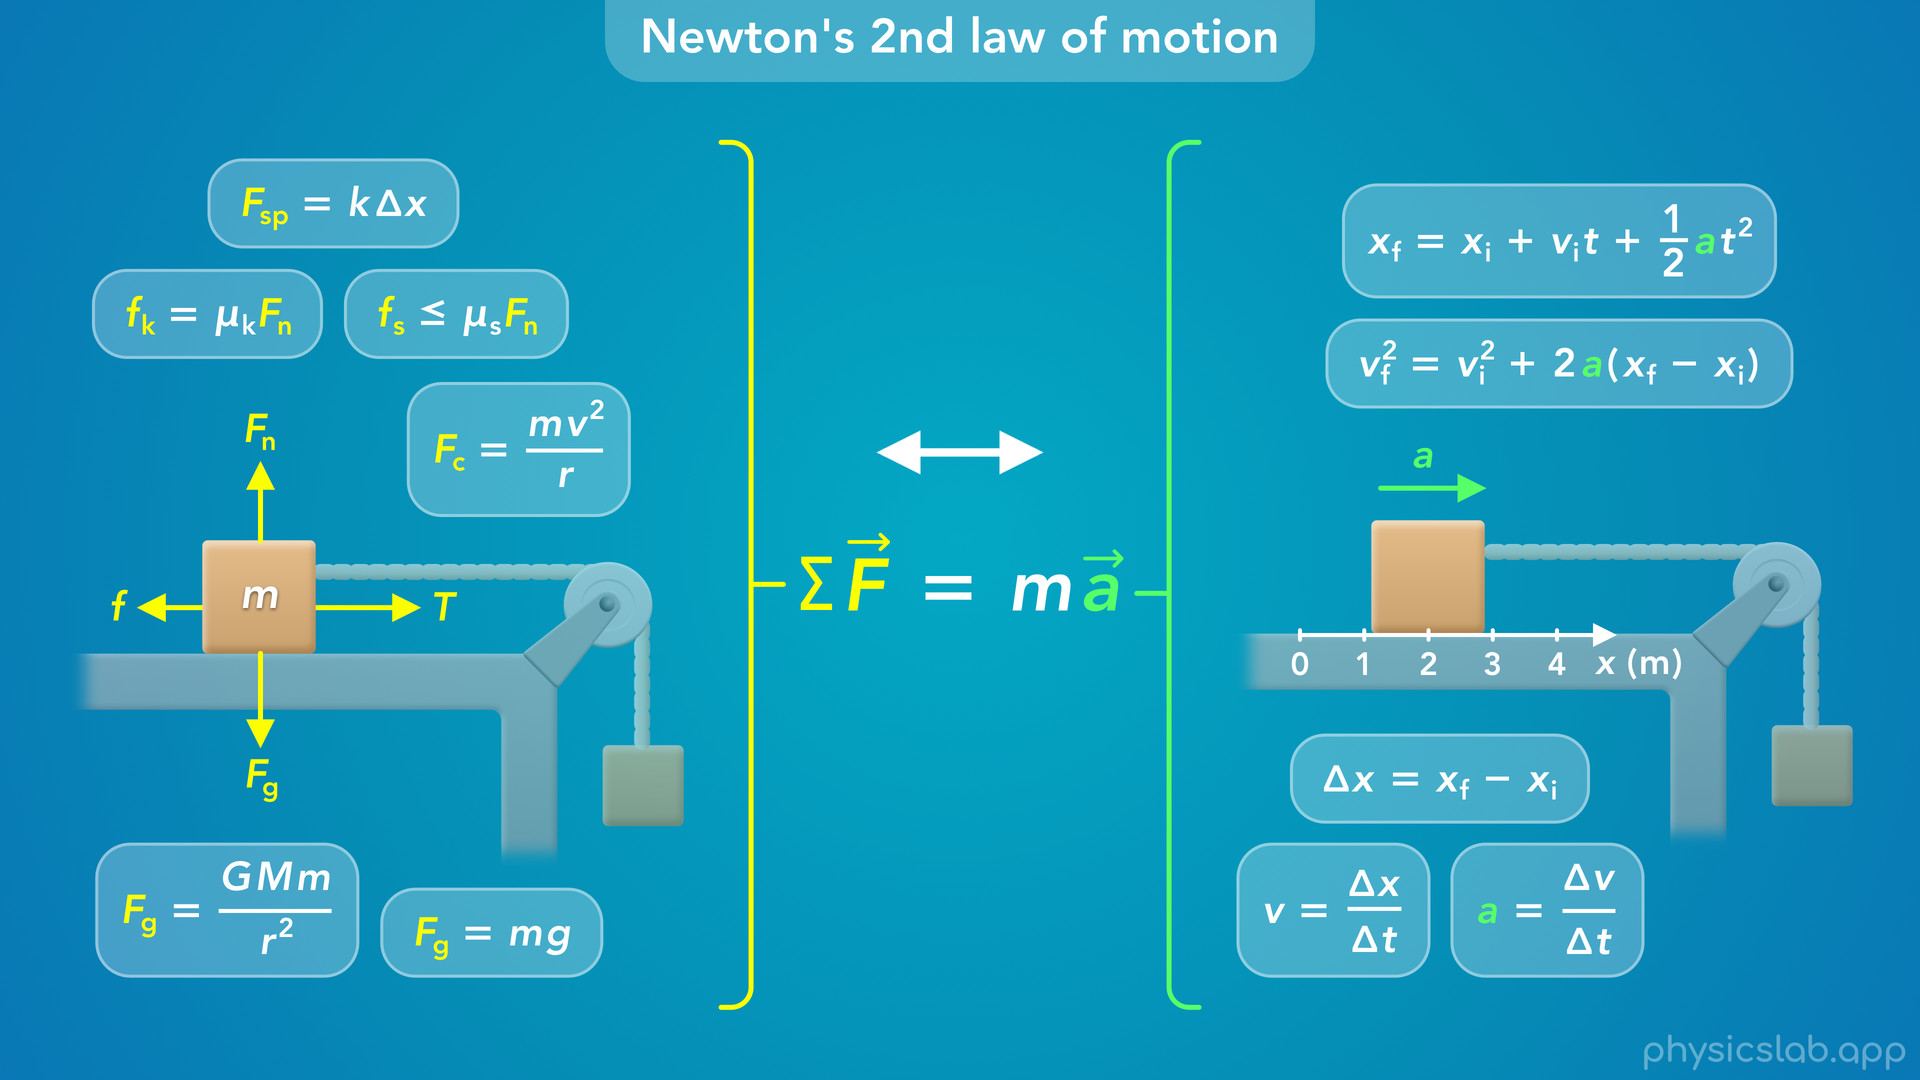 Newton's 2nd law of motion
F_sp = kΔx
f_k = μ_kF_n
f_s ≤ μ_sF_n
F_c = mv²/r
F_n
f
m
T
F_g
F_g = GMm/r²
F_g = mg
ΣF⃗ = ma⃗
x_f = x_i + v_it + 1/2 at²
v_f² = v_i² + 2a(x_f − x_i)
a
0 1 2 3 4 x (m)
Δx = x_f − x_i
v = Δx/Δt
a = Δv/Δt
physicslab.app